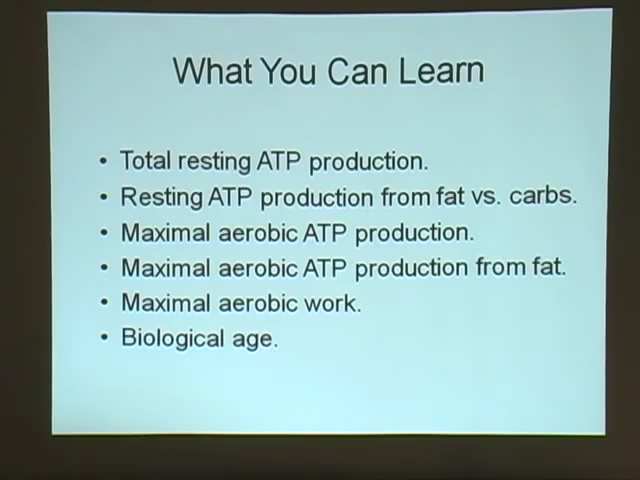 What You Can Learn
• Total resting ATP production.
• Resting ATP production from fat vs. carbs.
• Maximal aerobic ATP production.
• Maximal aerobic ATP production from fat.
• Maximal aerobic work.
• Biological age.